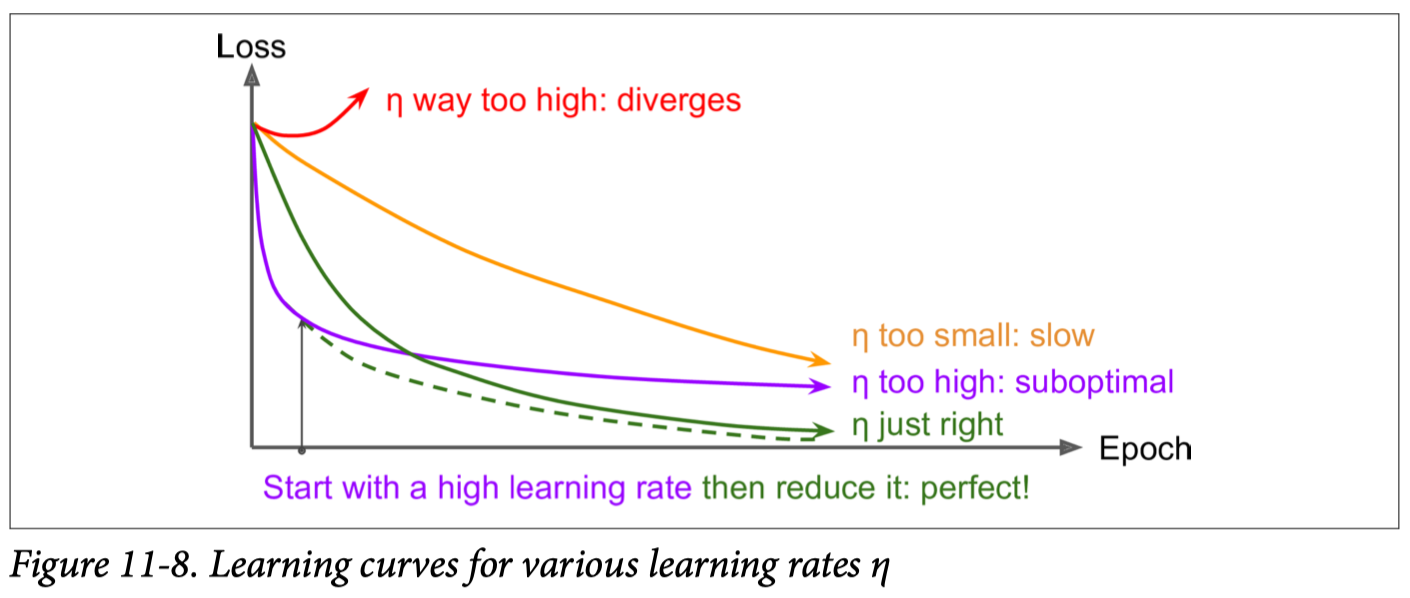 Loss
η way too high: diverges
η too small: slow
η too high: suboptimal
η just right
Epoch
Start with a high learning rate then reduce it: perfect!
Figure 11-8. Learning curves for various learning rates η